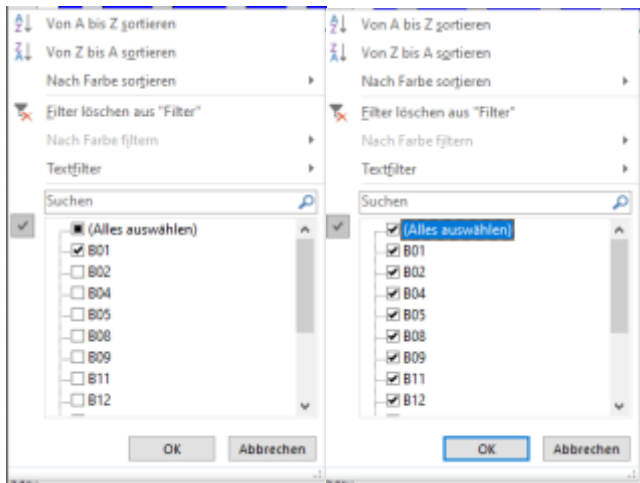 Von A bis Z sortieren
Von Z bis A sortieren
Nach Farbe sortieren
Filter löschen aus "Filter"
Nach Farbe filtern
Textfilter
Suchen
(Alles auswählen)
B01
B02
B04
B05
B08
B09
B11
B12
OK Abbrechen
Von A bis Z sortieren
Von Z bis A sortieren
Nach Farbe sortieren
Filter löschen aus "Filter"
Nach Farbe filtern
Textfilter
Suchen
(Alles auswählen)
B01
B02
B04
B05
B08
B09
B11
B12
OK Abbrechen